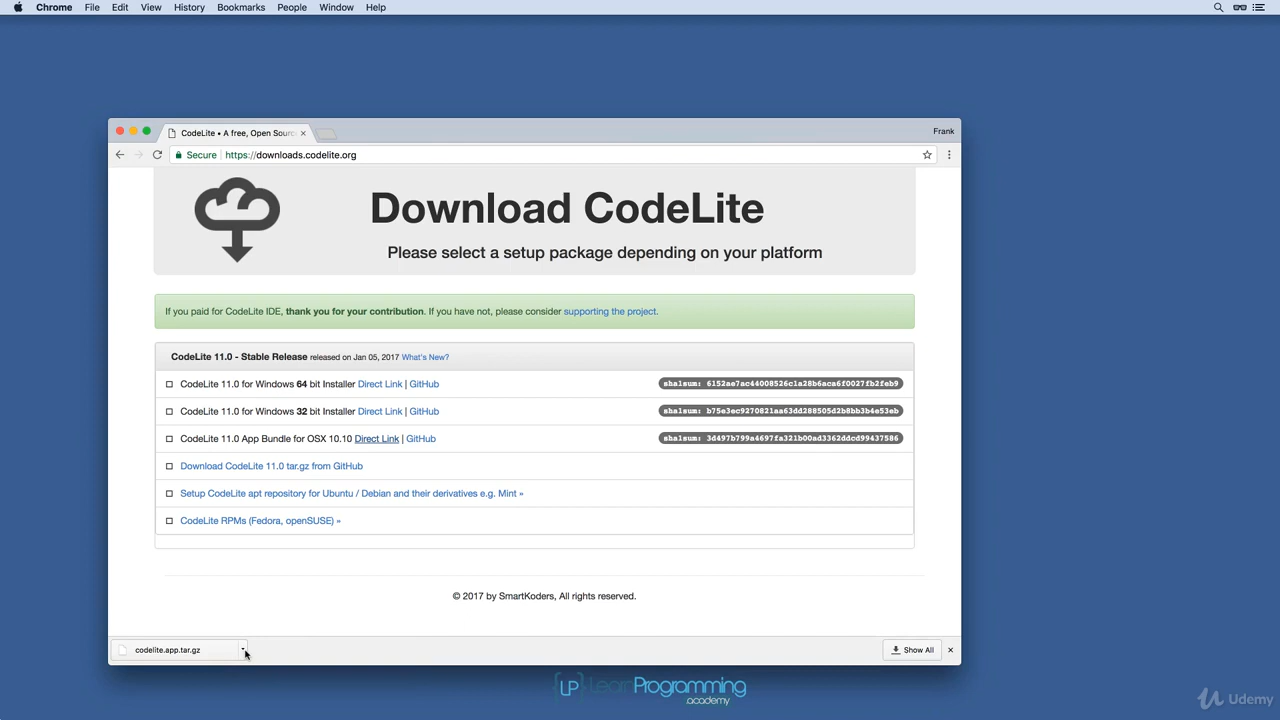 Chrome File Edit View History Bookmarks People Window Help
CodeLite • A free, Open Sourc
Frank
Secure https://downloads.codelite.org
Download CodeLite
Please select a setup package depending on your platform
If you paid for CodeLite IDE, thank you for your contribution. If you have not, please consider supporting the project.
CodeLite 11.0 - Stable Release released on Jan 05, 2017 What's New?
CodeLite 11.0 for Windows 64 bit Installer Direct Link | GitHub sha1sum: 6152ae7ac44008526c1a28b6aca6f0027fb2feb9
CodeLite 11.0 for Windows 32 bit Installer Direct Link | GitHub sha1sum: b75e3ec9270821aa63dd288505d2b8bb3b4e53eb
CodeLite 11.0 App Bundle for OSX 10.10 Direct Link | GitHub sha1sum: 3d497b799a4697fa321b00ad3362ddcd99437586
Download CodeLite 11.0 tar.gz from GitHub
Setup CodeLite apt repository for Ubuntu / Debian and their derivatives e.g. Mint »
CodeLite RPMs (Fedora, openSUSE) »
© 2017 by SmartKoders, All rights reserved.
codelite.app.tar.gz
Show All
{LP} LearnProgramming
.academy
Udemy